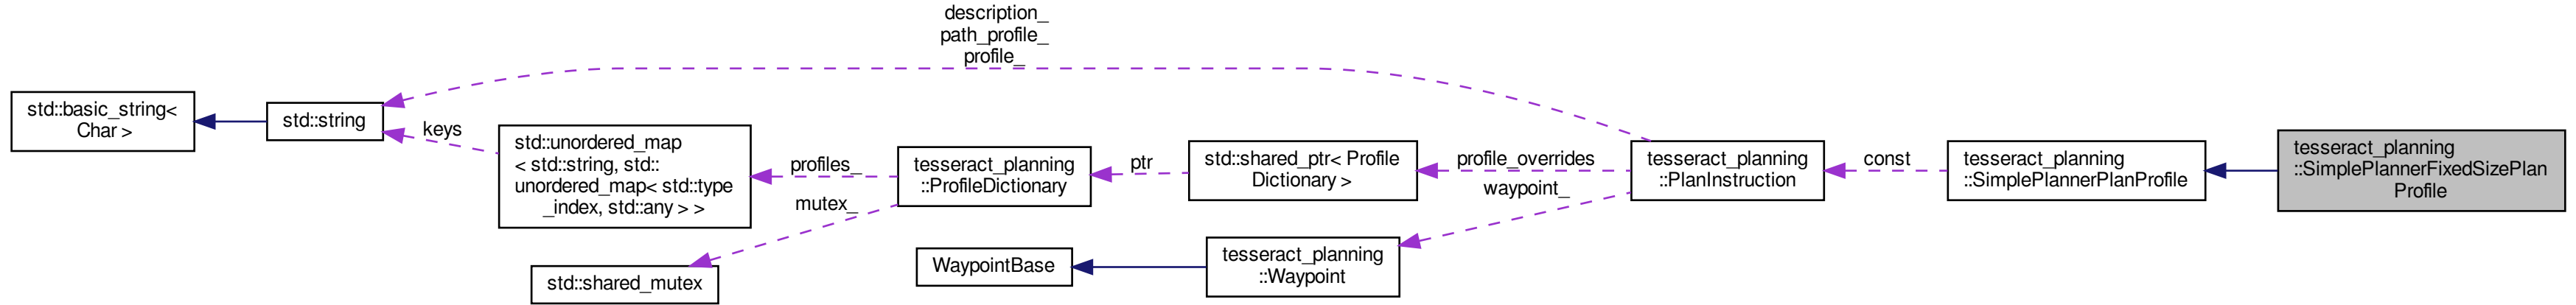 description_
path_profile_
profile_
std::basic_string<
Char >
std::string
keys
std::unordered_map
< std::string, std::
unordered_map< std::type
_index, std::any > >
profiles_
mutex_
std::shared_mutex
tesseract_planning
::ProfileDictionary
ptr
std::shared_ptr< Profile
Dictionary >
profile_overrides
waypoint_
WaypointBase
tesseract_planning
::Waypoint
tesseract_planning
::PlanInstruction
const
tesseract_planning
::SimplePlannerPlanProfile
tesseract_planning
::SimplePlannerFixedSizePlan
Profile